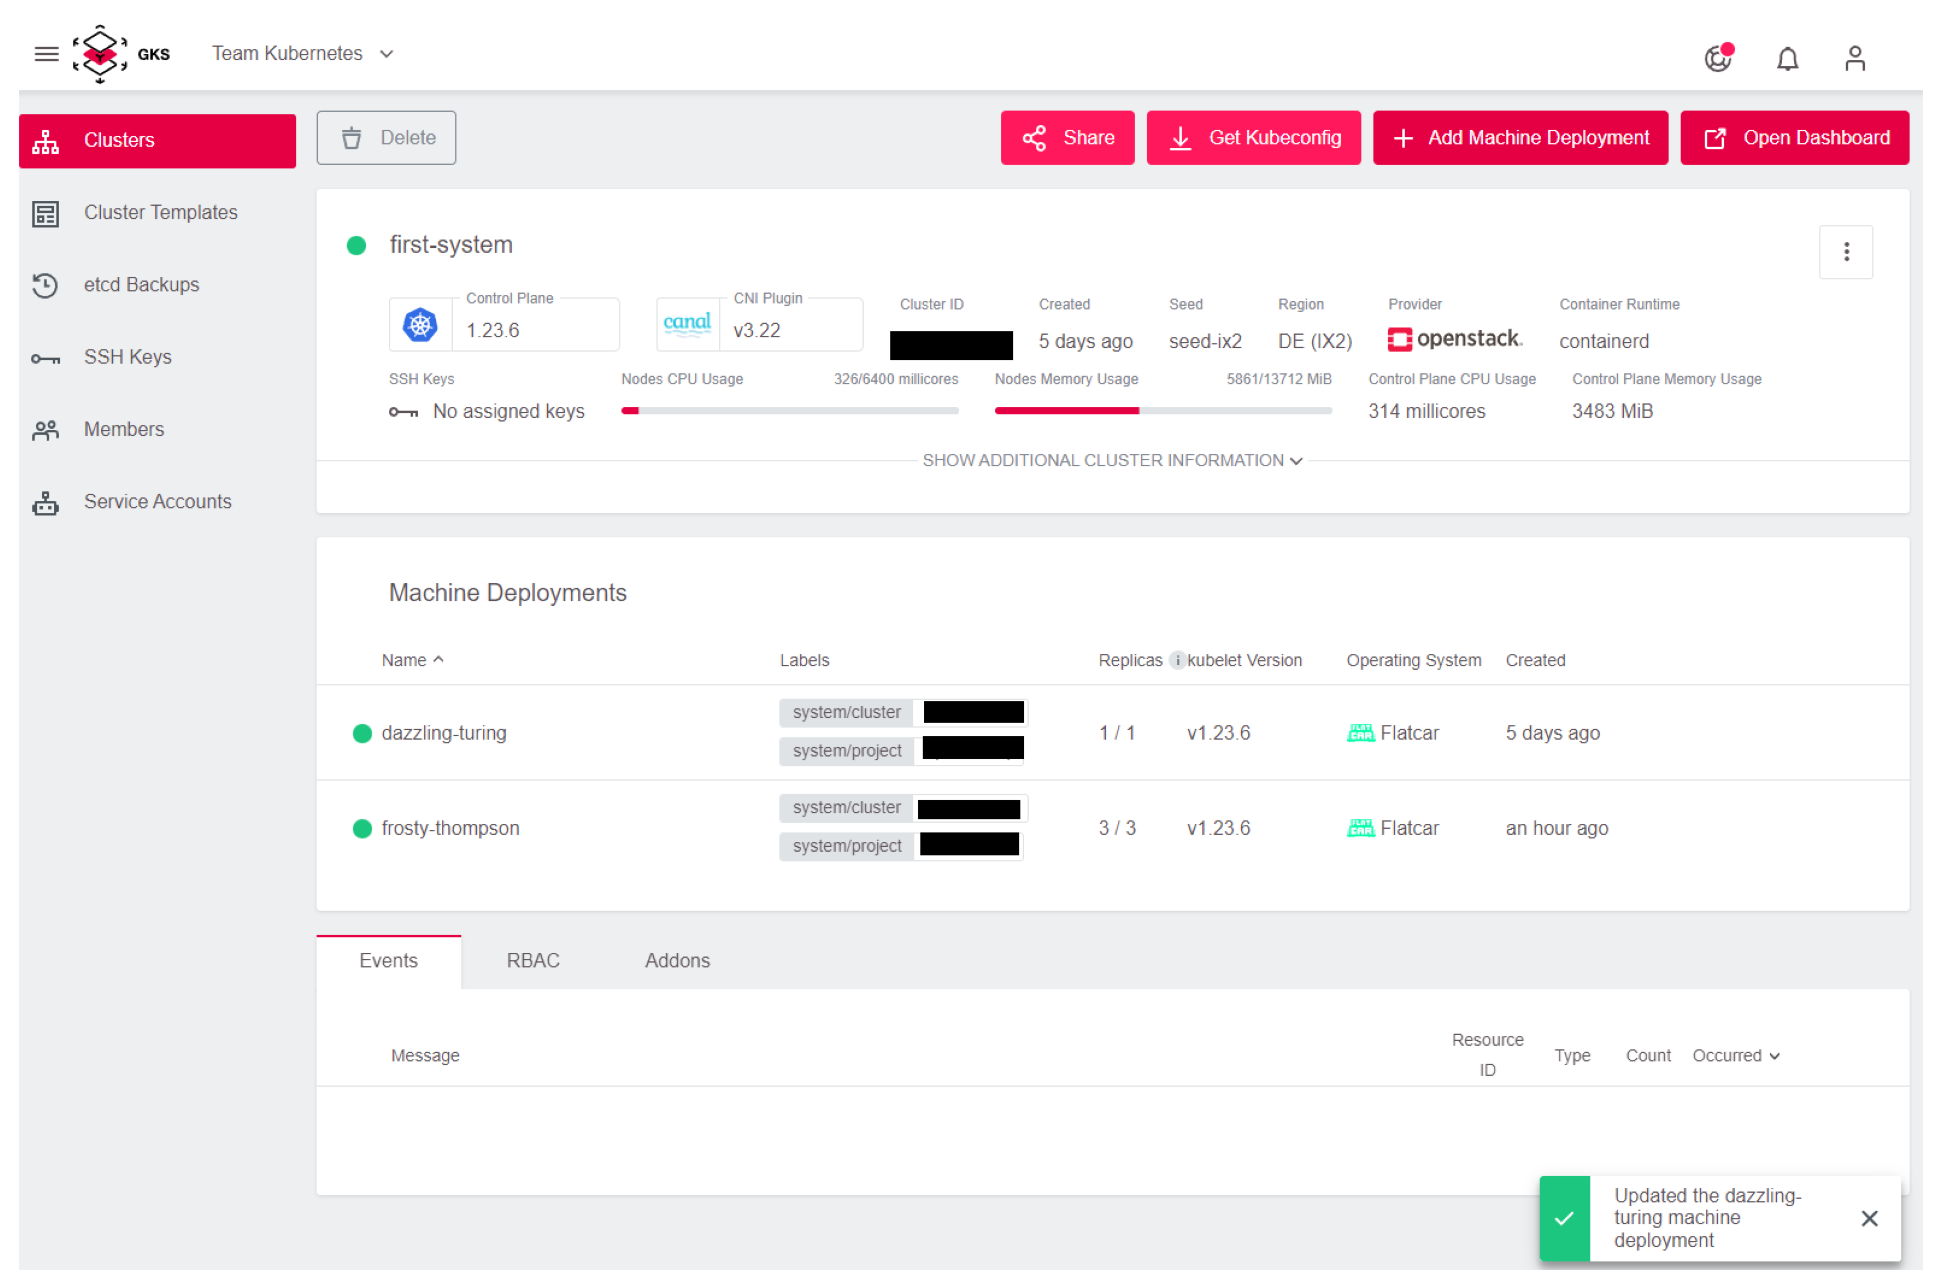 GKS
Team Kubernetes
Clusters
Cluster Templates
etcd Backups
SSH Keys
Members
Service Accounts
Delete
Share
Get Kubeconfig
Add Machine Deployment
Open Dashboard
first-system
Control Plane
1.23.6
canal
CNI Plugin
v3.22
Cluster ID
Created
5 days ago
Seed
seed-ix2
Region
DE (IX2)
Provider
openstack.
Container Runtime
containerd
SSH Keys
No assigned keys
Nodes CPU Usage 326/6400 millicores
Nodes Memory Usage 5861/13712 MiB
Control Plane CPU Usage
314 millicores
Control Plane Memory Usage
3483 MiB
SHOW ADDITIONAL CLUSTER INFORMATION
Machine Deployments
Name Labels Replicas i kubelet Version Operating System Created
dazzling-turing
system/cluster
system/project
1 / 1
v1.23.6
FLAT CAR Flatcar
5 days ago
frosty-thompson
system/cluster
system/project
3 / 3
v1.23.6
FLAT CAR Flatcar
an hour ago
Events RBAC Addons
Message
Resource
ID
Type
Count
Occurred
Updated the dazzling-
turing machine
deployment